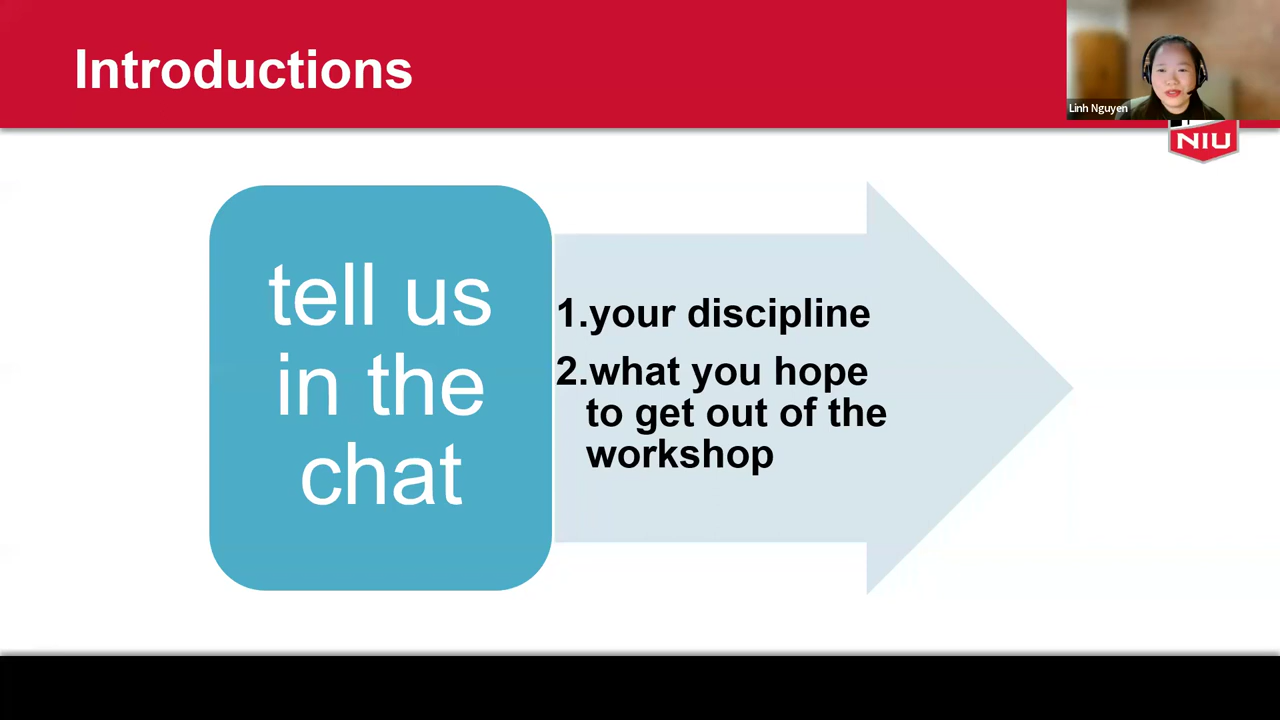 Introductions
Linh Nguyen
NIU
tell us
in the
chat
1.your discipline
2.what you hope
to get out of the
workshop